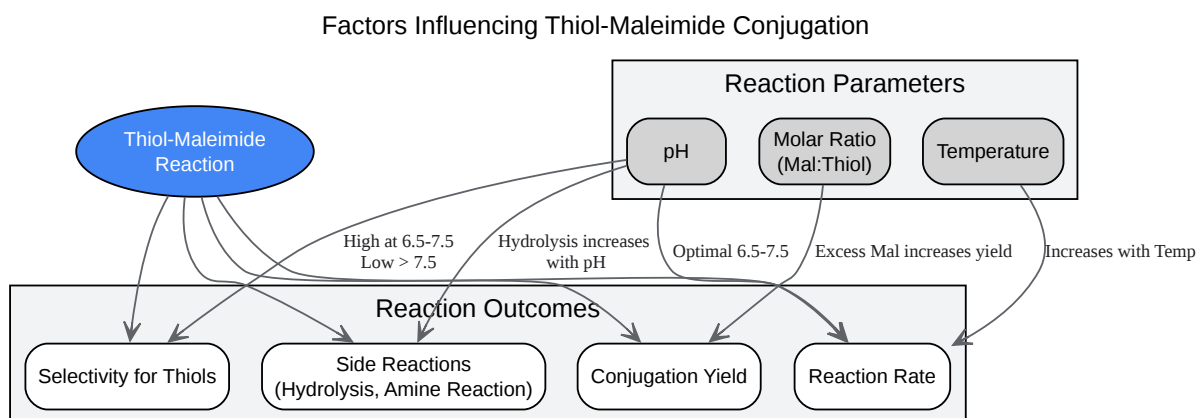 Factors Influencing Thiol-Maleimide Conjugation
Reaction Parameters
Thiol-Maleimide
Reaction
pH
Molar Ratio
(Mal:Thiol)
Temperature
High at 6.5-7.5
Low > 7.5
Hydrolysis increases
with pH
Optimal 6.5-7.5
Excess Mal increases yield
Increases with Temp
Reaction Outcomes
Selectivity for Thiols
Side Reactions
(Hydrolysis, Amine Reaction)
Conjugation Yield
Reaction Rate